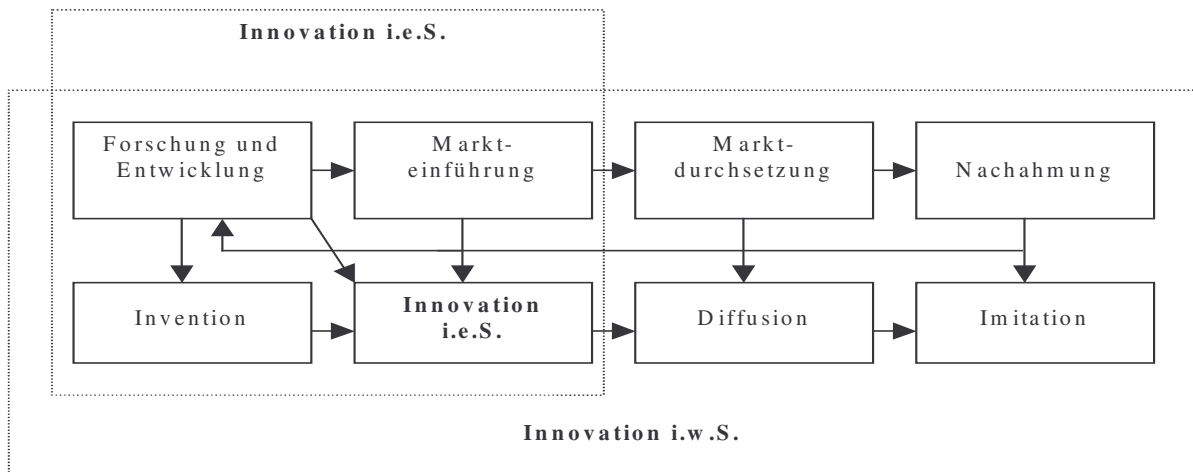 Innovation i.e.S.
Forschung und
Entwicklung
Markt-
einführung
Markt-
durchsetzung
Nachahmung
Invention
Innovation
i.e.S.
Diffusion
Imitation
Innovation i.w.S.